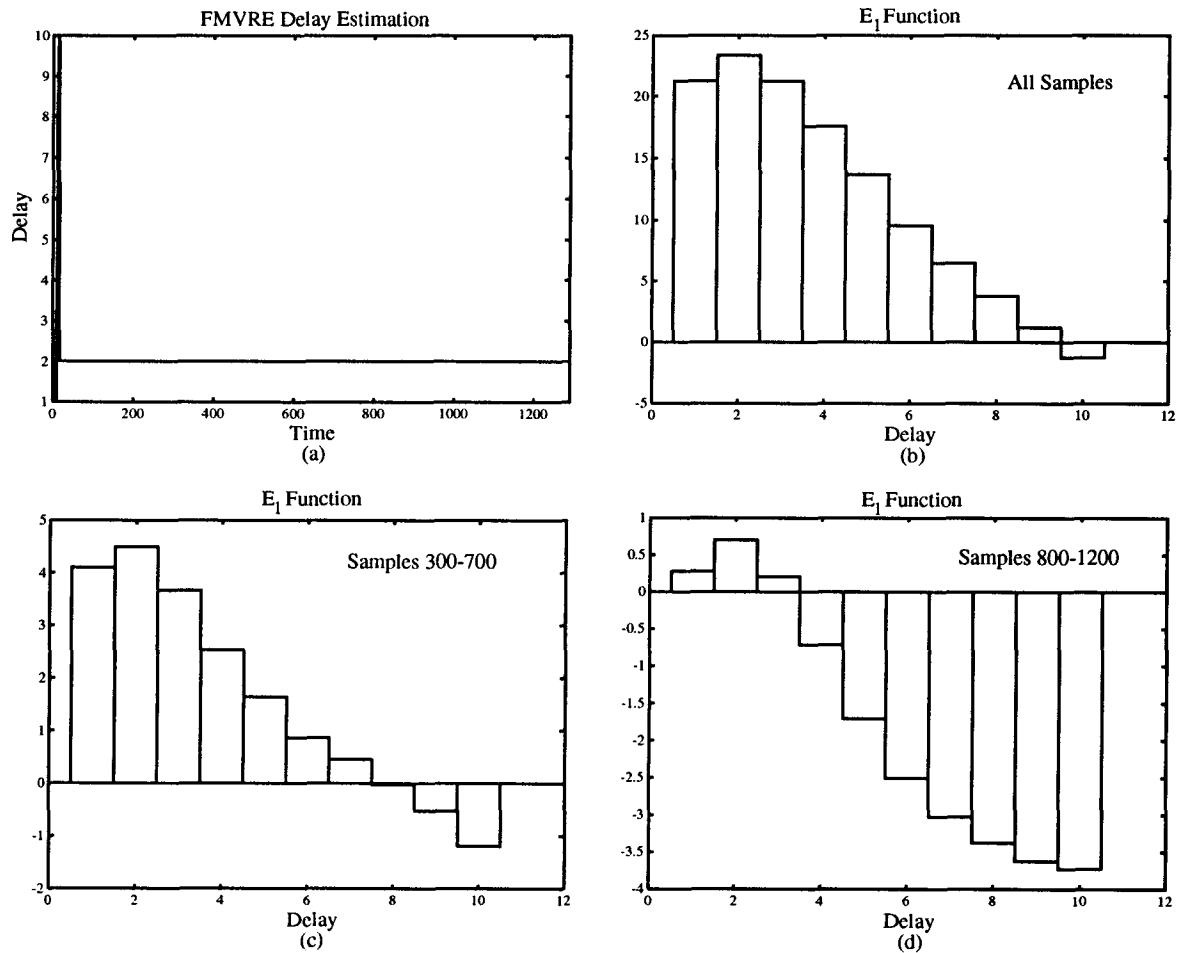 FMVRE Delay Estimation
10
9
8
7
6
5
4
3
2
1
Delay
0 200 400 600 800 1000 1200
Time
(a)
E1 Function
All Samples
25
20
15
10
5
0
-5
0 2 4 6 8 10 12
Delay
(b)
E1 Function
Samples 300-700
5
4
3
2
1
0
-1
-2
0 2 4 6 8 10 12
Delay
(c)
E1 Function
Samples 800-1200
1
0.5
0
-0.5
-1
-1.5
-2
-2.5
-3
-3.5
-4
0 2 4 6 8 10 12
Delay
(d)